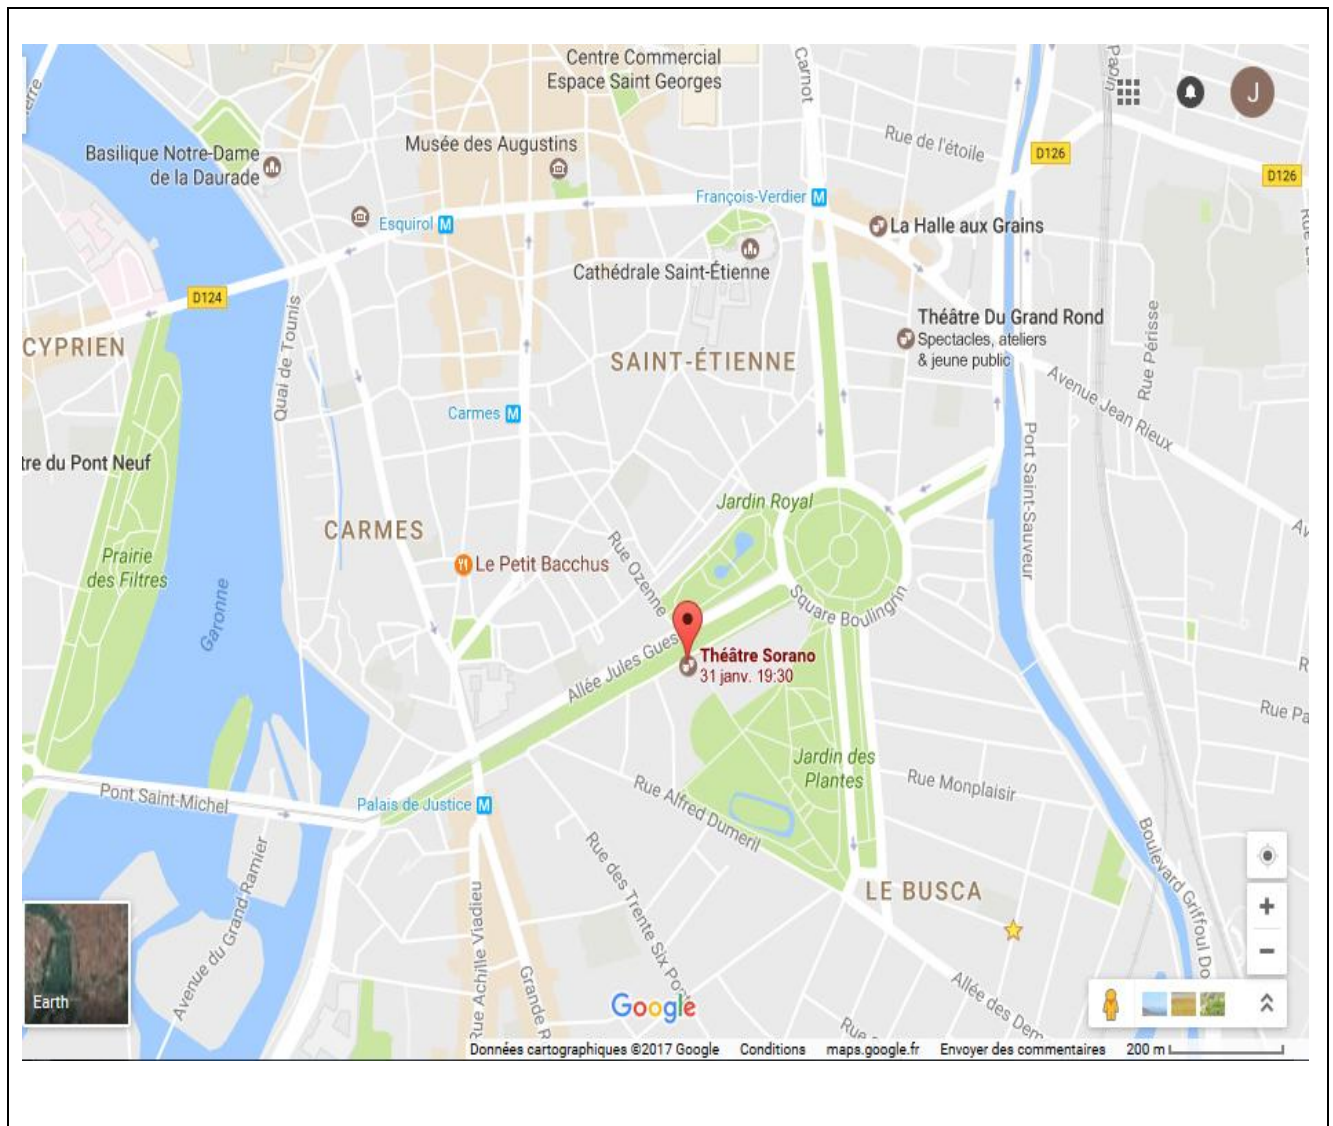 Centre Commercial
Espace Saint Georges
Carnot
Papin
J
Rue de l'étoile
D126
D126
Musée des Augustins
Basilique Notre-Dame
de la Daurade
François-Verdier M
Esquirol M
La Halle aux Grains
Cathédrale Saint-Étienne
D124
Quai de Tounis
Théâtre Du Grand Rond
Spectacles, ateliers
& jeune public
Rue Périsse
CYPRIEN
SAINT-ÉTIENNE
Avenue Jean Rieux
Carmes M
tre du Pont Neuf
Port Saint-Sauveur
Jardin Royal
CARMES
Rue Ozenne
Prairie
des Filtres
Le Petit Bacchus
Garonne
Square Boulingrin
Allée Jules Gues
Théâtre Sorano
31 janv. 19:30
Rue Pa
Jardin des
Plantes
Rue Monplaisir
Pont Saint-Michel
Palais de Justice M
Rue Alfred Dumeril
Boulevard Griffoul Do
Rue des Trente Six Ponts
LE BUSCA
Avenue du Grand Ramier
Rue Achille Viadieu
Grande R
Allée des Dem
Earth
Google
Rue
Données cartographiques ©2017 Google Conditions maps.google.fr Envoyer des commentaires 200 m